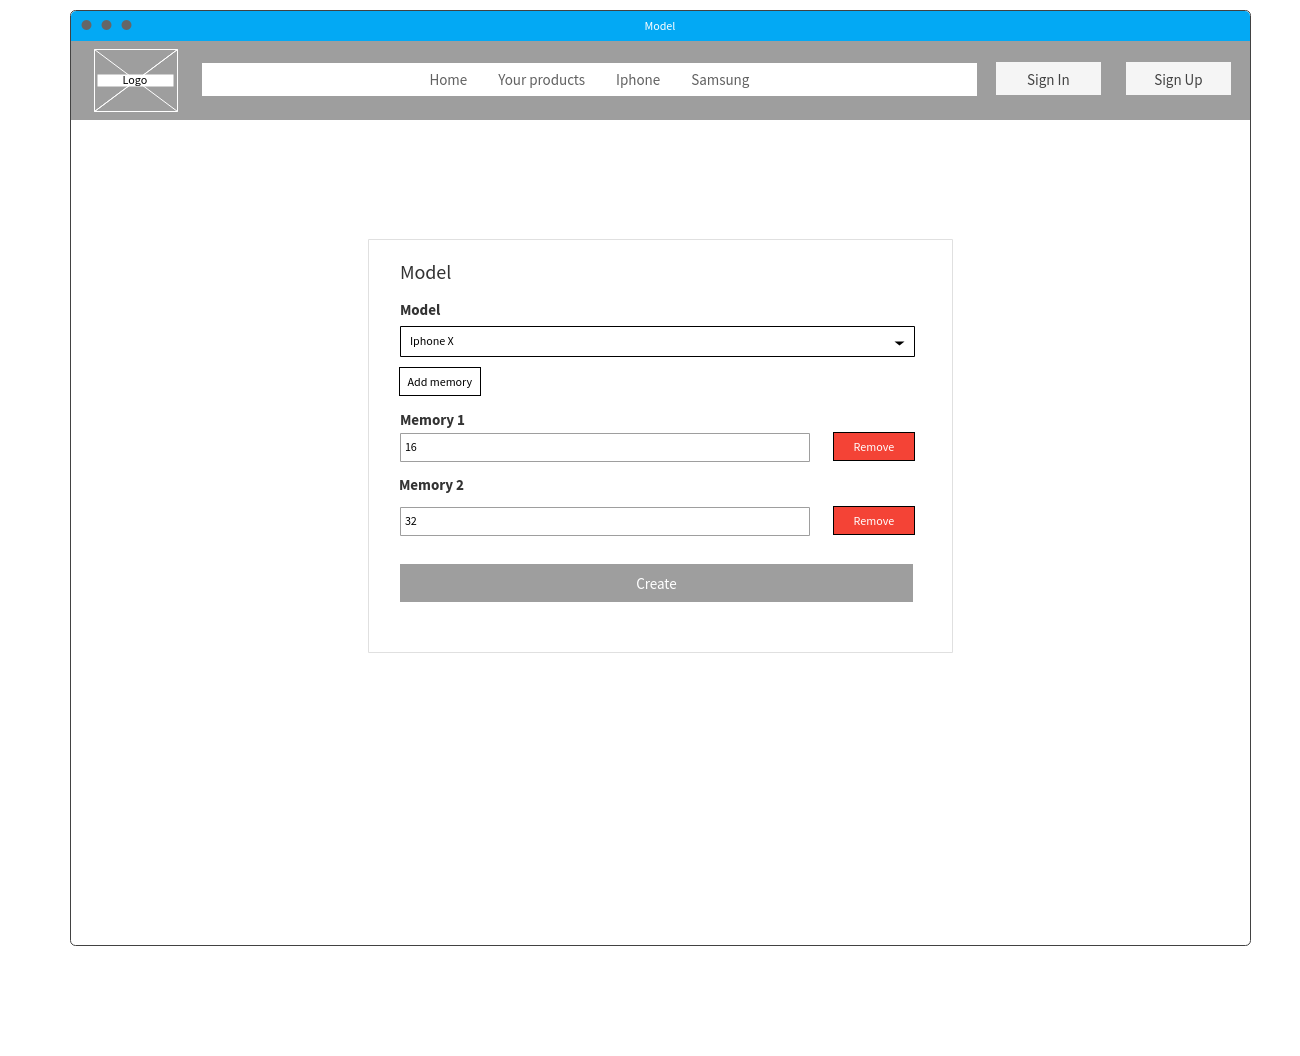 Model
Logo
Home Your products Iphone Samsung
Sign In
Sign Up
Model
Model
Iphone X
Add memory
Memory 1
16
Remove
Memory 2
32
Remove
Create